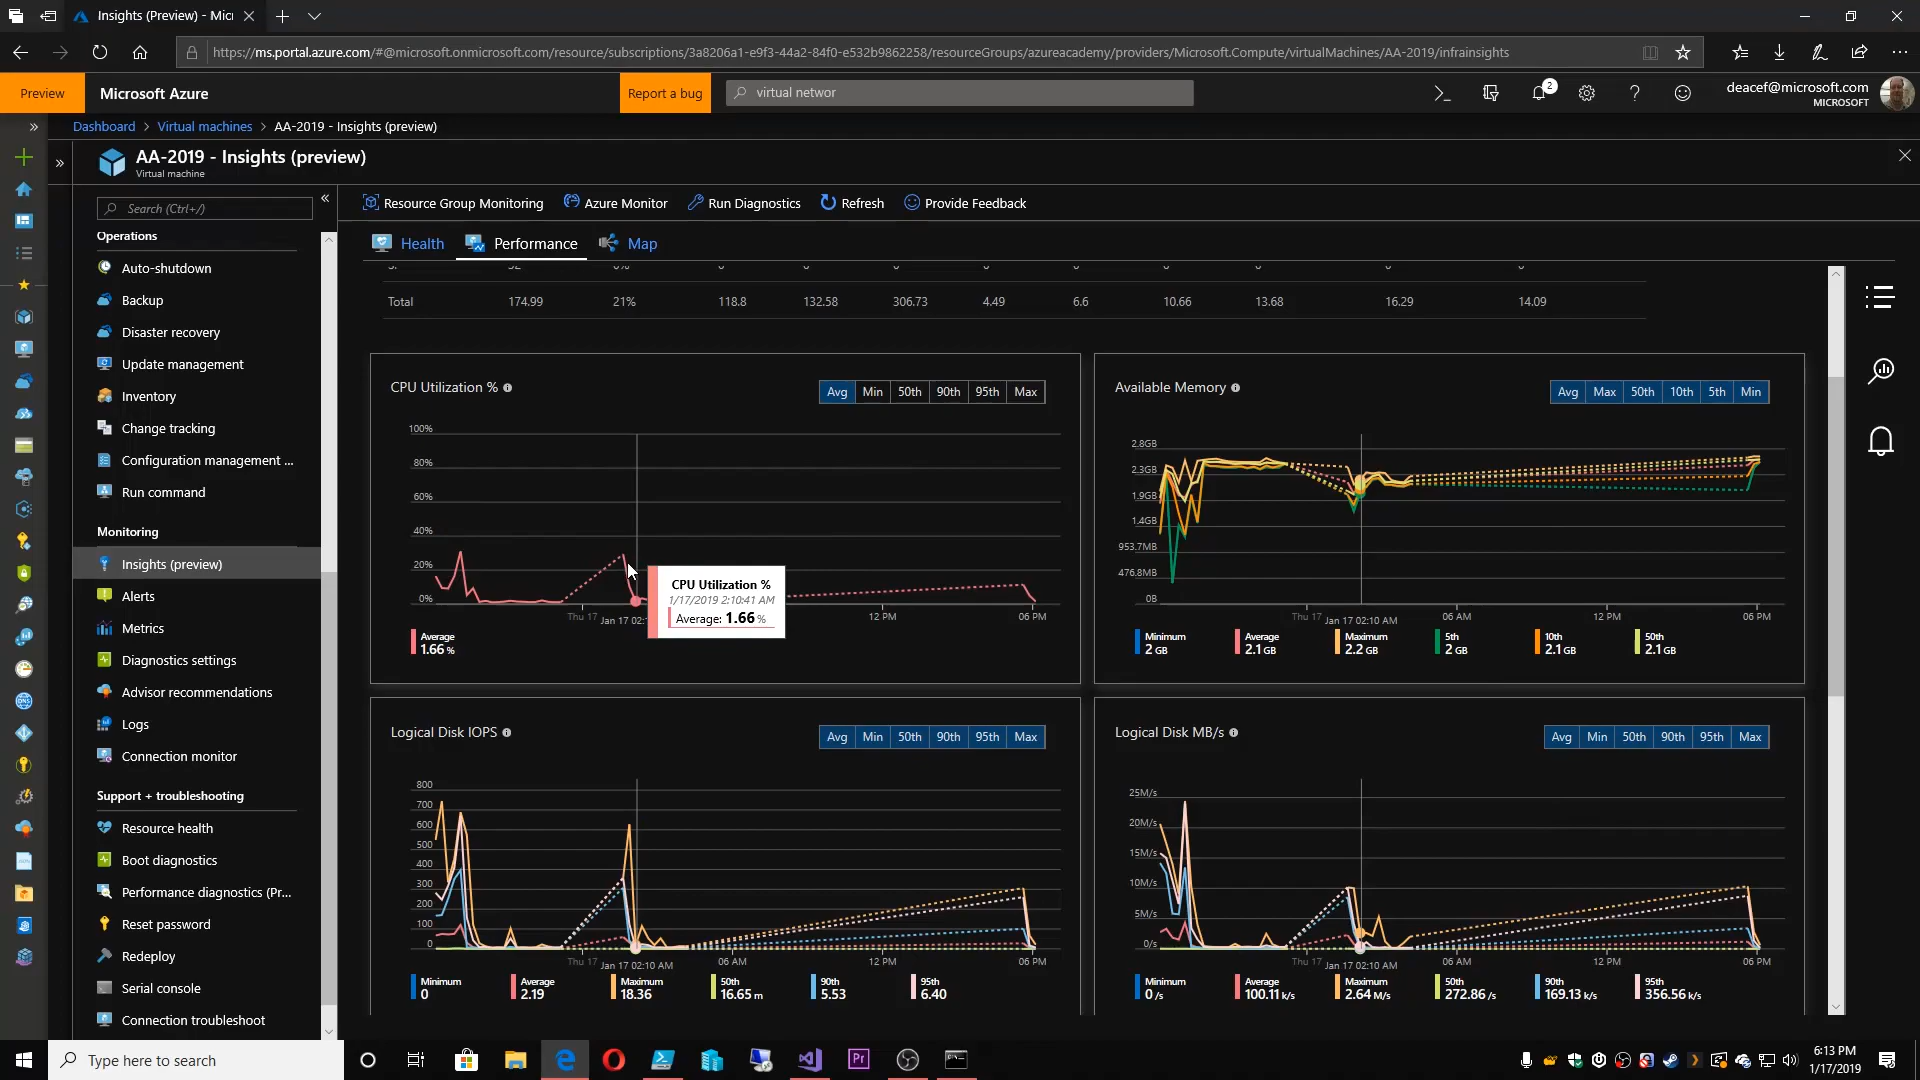 Insights (Preview) - Micr
https://ms.portal.azure.com/#@microsoft.onmicrosoft.com/resource/subscriptions/3a8206a1-e9f3-44a2-84f0-e532b9862258/resourceGroups/azureacademy/providers/Microsoft.Compute/virtualMachines/AA-2019/infrainsights
Preview
Microsoft Azure
Report a bug
virtual networ
2
deacef@microsoft.com
MICROSOFT
Dashboard > Virtual machines > AA-2019 - Insights (preview)
AA-2019 - Insights (preview)
Virtual machine
Search (Ctrl+/)
Operations
Auto-shutdown
Backup
Disaster recovery
Update management
Inventory
Change tracking
Configuration management ...
Run command
Monitoring
Insights (preview)
Alerts
Metrics
Diagnostics settings
Advisor recommendations
Logs
Connection monitor
Support + troubleshooting
Resource health
Boot diagnostics
Performance diagnostics (Pr...
Reset password
Redeploy
Serial console
Connection troubleshoot
Resource Group Monitoring
Azure Monitor
Run Diagnostics
Refresh
Provide Feedback
Health
Performance
Map
Total 174.99 21% 118.8 132.58 306.73 4.49 6.6 10.66 13.68 16.29 14.09
CPU Utilization %
Avg Min 50th 90th 95th Max
100%
80%
60%
40%
20%
0%
Thu 17 Jan 17 02: 12 PM 06 PM
CPU Utilization %
1/17/2019 2:10:41 AM
Average: 1.66 %
Average
1.66 %
Available Memory
Avg Max 50th 10th 5th Min
2.8GB
2.3GB
1.9GB
1.4GB
953.7MB
476.8MB
0B
Thu 17 Jan 17 02:10 AM 06 AM 12 PM 06 PM
Minimum Average Maximum 5th 10th 50th
2 GB 2.1 GB 2.2 GB 2 GB 2.1 GB 2.1 GB
Logical Disk IOPS
Avg Min 50th 90th 95th Max
800
700
600
500
400
300
200
100
0
Thu 17 Jan 17 02:10 AM 06 AM 12 PM 06 PM
Minimum Average Maximum 50th 90th 95th
0 2.19 18.36 16.65 m 5.53 6.40
Logical Disk MB/s
Avg Min 50th 90th 95th Max
25M/s
20M/s
15M/s
10M/s
5M/s
0/s
Thu 17 Jan 17 02:10 AM 06 AM 12 PM 06 PM
Minimum Average Maximum 50th 90th 95th
0 /s 100.11 k/s 2.64 M/s 272.86 /s 169.13 k/s 356.56 k/s
Type here to search
Pr
6:13 PM
1/17/2019